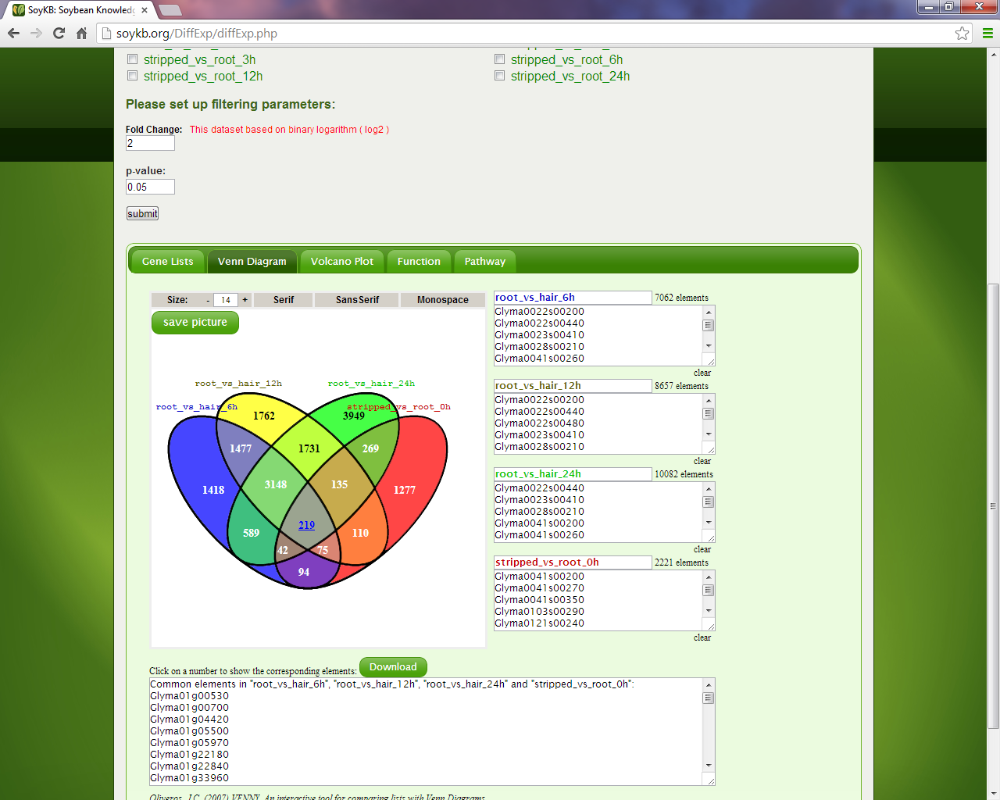 SoyKB: Soybean Knowledg
soykb.org/DiffExp/diffExp.php
stripped_vs_root_3h
stripped_vs_root_6h
stripped_vs_root_12h
stripped_vs_root_24h
Please set up filtering parameters:
Fold Change: This dataset based on binary logarithm ( log2 )
2
p-value:
0.05
submit
Gene Lists
Venn Diagram
Volcano Plot
Function
Pathway
Size: - 14 + Serif SansSerif Monospace
save picture
root_vs_hair_12h
root_vs_hair_24h
root_vs_hair_6h
stripped_vs_root_0h
1762
3949
1477
1731
269
1418
3148
135
1277
219
589
110
42
75
94
root_vs_hair_6h 7062 elements
Glyma0022s00200
Glyma0022s00440
Glyma0023s00410
Glyma0028s00210
Glyma0041s00260
clear
root_vs_hair_12h 8657 elements
Glyma0022s00200
Glyma0022s00440
Glyma0022s00480
Glyma0023s00410
Glyma0028s00210
clear
root_vs_hair_24h 10082 elements
Glyma0022s00440
Glyma0023s00410
Glyma0028s00210
Glyma0041s00200
Glyma0041s00260
clear
stripped_vs_root_0h 2221 elements
Glyma0041s00200
Glyma0041s00270
Glyma0041s00350
Glyma0103s00290
Glyma0121s00240
clear
Click on a number to show the corresponding elements: Download
Common elements in "root_vs_hair_6h", "root_vs_hair_12h", "root_vs_hair_24h" and "stripped_vs_root_0h":
Glyma01g00530
Glyma01g00700
Glyma01g04420
Glyma01g05500
Glyma01g05970
Glyma01g22180
Glyma01g22840
Glyma01g33960
Oliveros, J.C. (2007) VENNY. An interactive tool for comparing lists with Venn Diagrams.